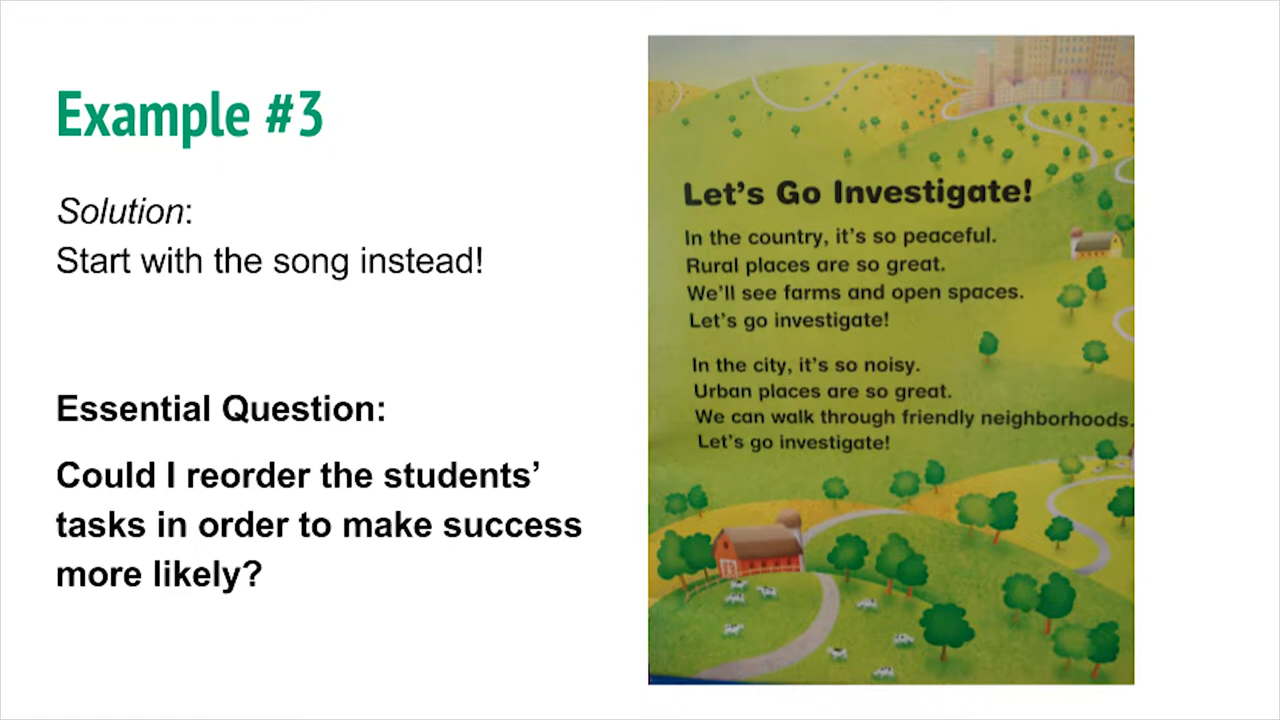 Example #3
Solution:
Start with the song instead!
Essential Question:
Could I reorder the students’
tasks in order to make success
more likely?
Let’s Go Investigate!
In the country, it’s so peaceful.
Rural places are so great.
We’ll see farms and open spaces.
Let’s go investigate!
In the city, it’s so noisy.
Urban places are so great.
We can walk through friendly neighborhoods.
Let’s go investigate!